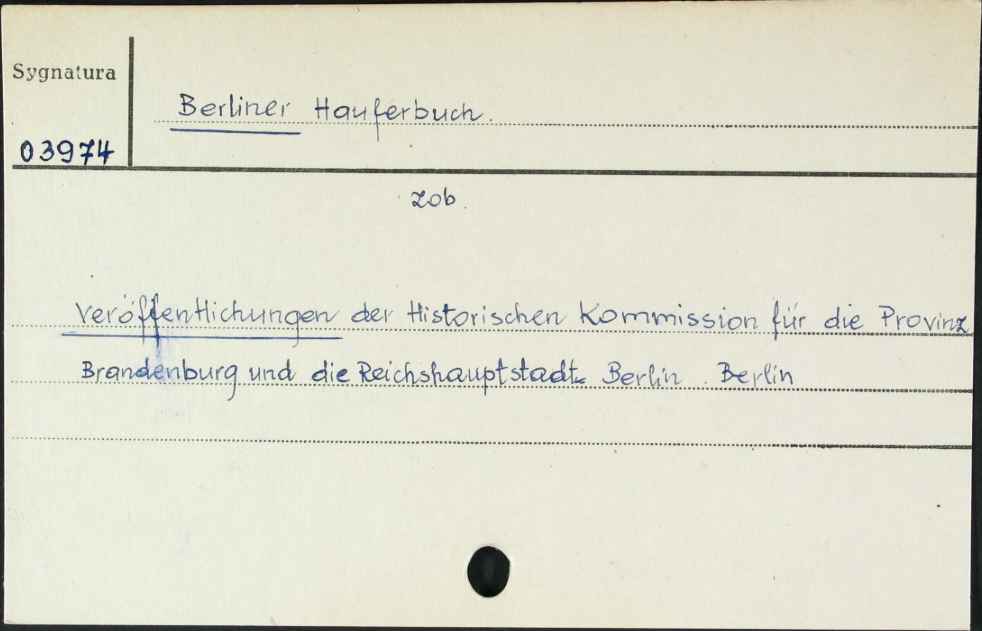 Sygnatura
Berliner Hauferbuch.
03974
zob.
Veröffentlichungen der Historischen Kommission für die Provinz
Brandenburg und die Reichshauptstadt Berlin. Berlin